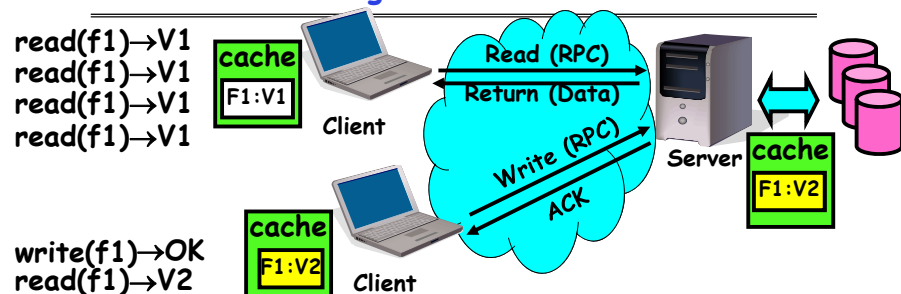 read(f1)→V1
read(f1)→V1
read(f1)→V1
read(f1)→V1
cache
F1:V1
Client
Read (RPC)
Return (Data)
Write (RPC)
ACK
Server
cache
F1:V2
write(f1)→OK
read(f1)→V2
cache
F1:V2
Client